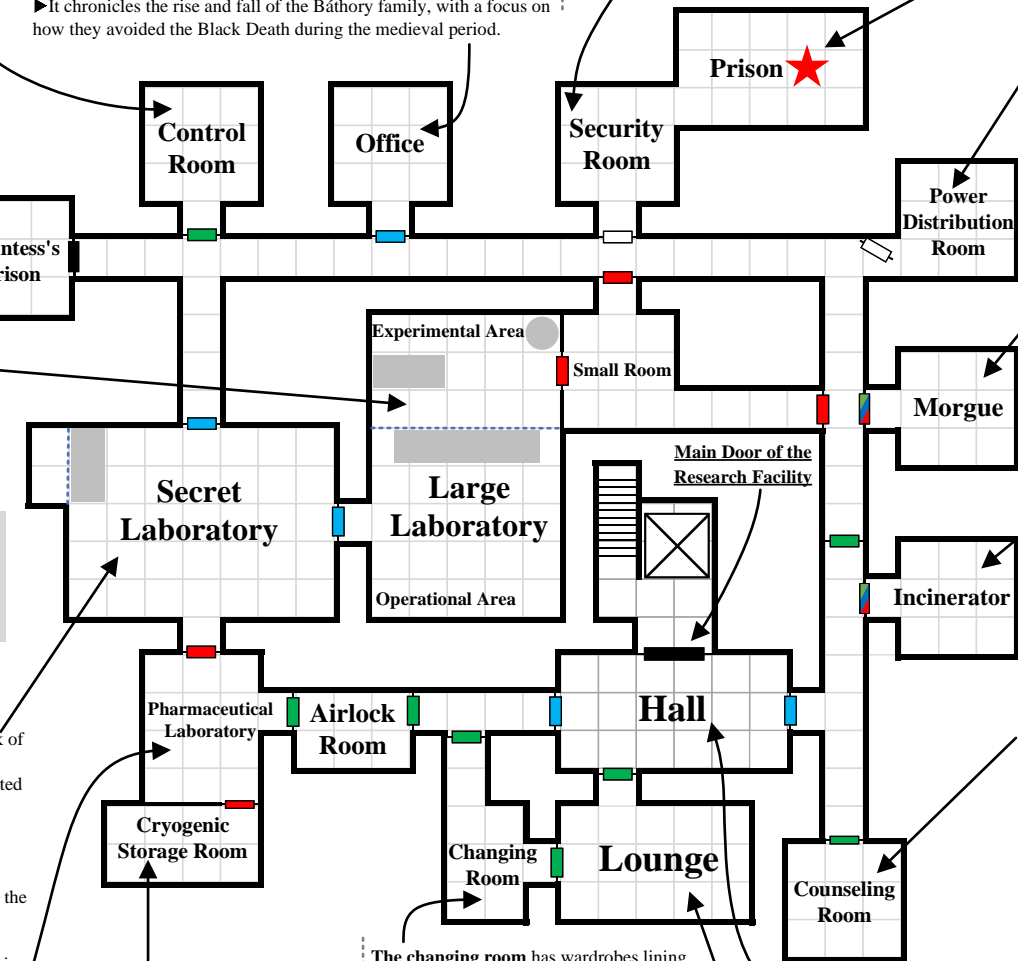 ▶It chronicles the rise and fall of the Báthory family, with a focus on
how they avoided the Black Death during the medieval period.
Prison
Control
Room
Office
Security
Room
Power
Distribution
Room
ntess's
rison
Experimental Area
Small Room
Morgue
Main Door of the
Research Facility
Secret
Laboratory
Large
Laboratory
Operational Area
Incinerator
Pharmaceutical
Laboratory
Airlock
Room
Hall
of
ted
Cryogenic
Storage Room
Changing
Room
Lounge
Counseling
Room
the
The changing room has wardrobes lining